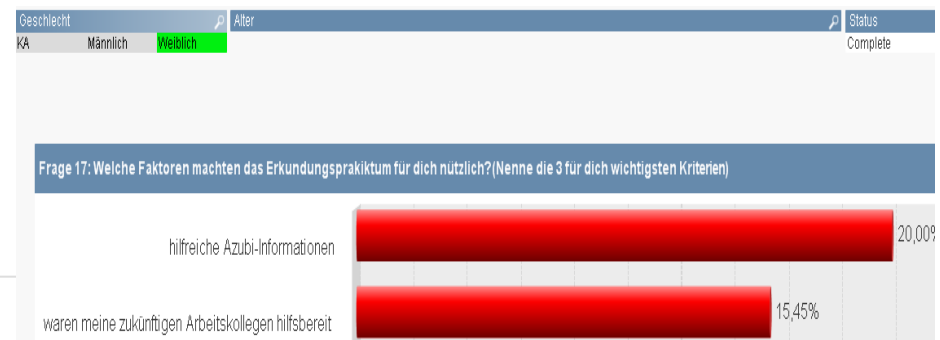 Geschlecht Alter Status
KA Männlich Weiblich Complete
Frage 17: Welche Faktoren machten das Erkundungsprakiktum für dich nützlich?(Nenne die 3 für dich wichtigsten Kriterien)
hilfreiche Azubi-Informationen 20,00%
waren meine zukünftigen Arbeitskollegen hilfsbereit 15,45%